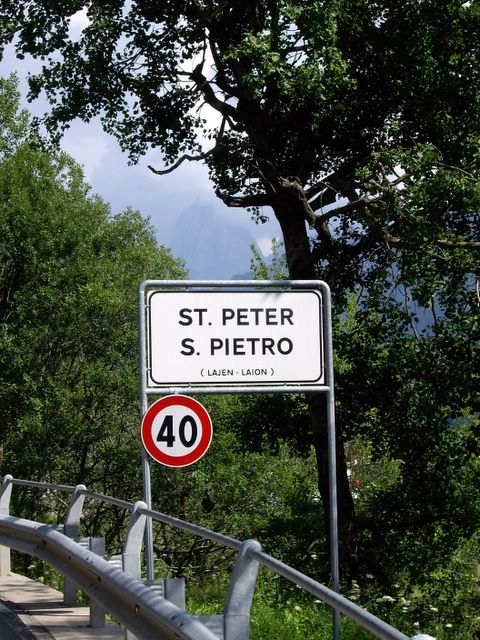 ST. PETER
S. PIETRO
( LAJEN - LAION )
40